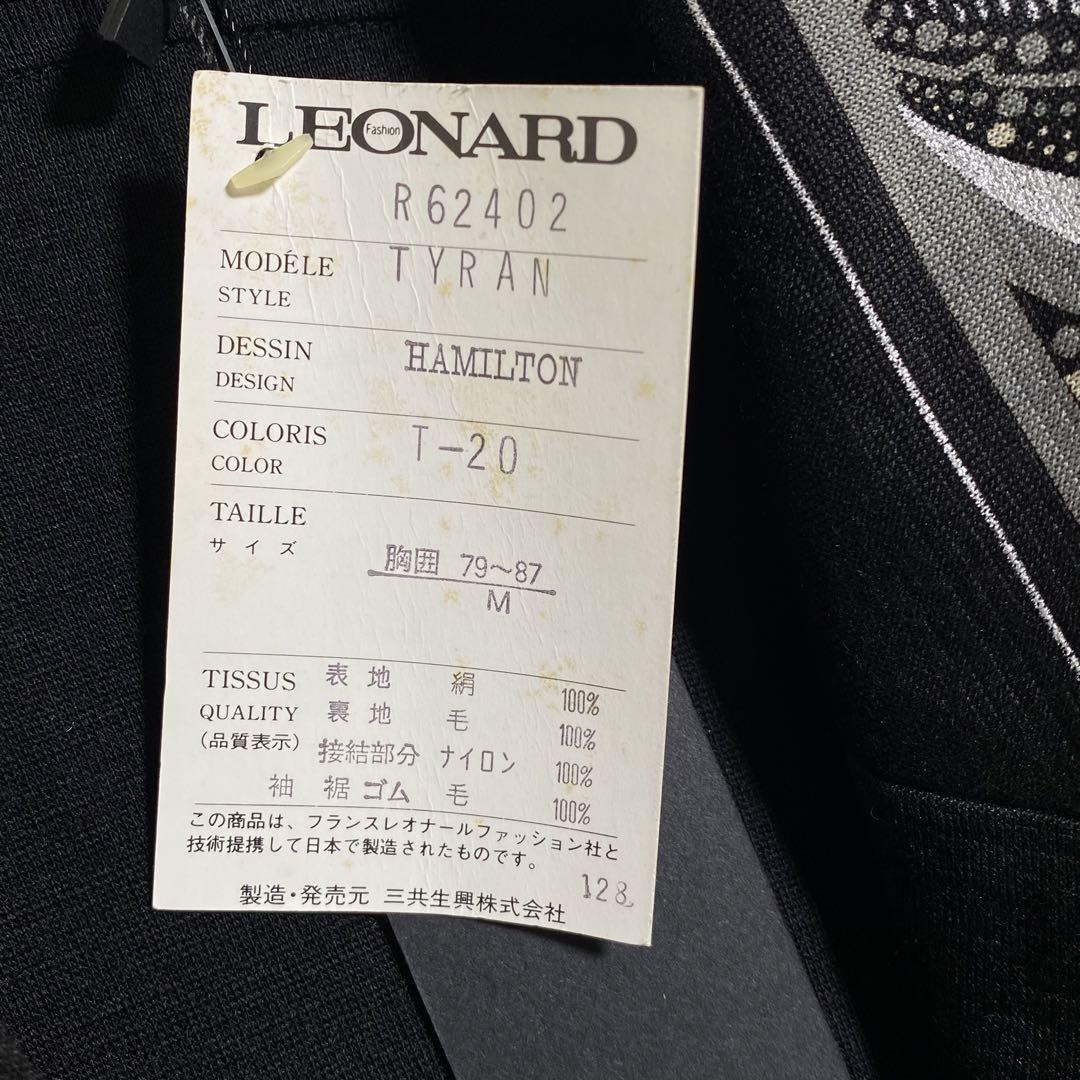 LEONARD
Fashion
R62402
MODÉLE TYRAN
STYLE
DESSIN HAMILTON
DESIGN
COLORIS T-20
COLOR
TAILLE
サイズ
胸囲 79～87
M
TISSUS 表地 絹 100%
QUALITY 裏地 毛 100%
(品質表示) 接結部分 ナイロン 100%
袖 裾 ゴム 毛 100%
この商品は、フランスレオナールファッション社と
技術提携して日本で製造されたものです。
128
製造・発売元 三共生興株式会社